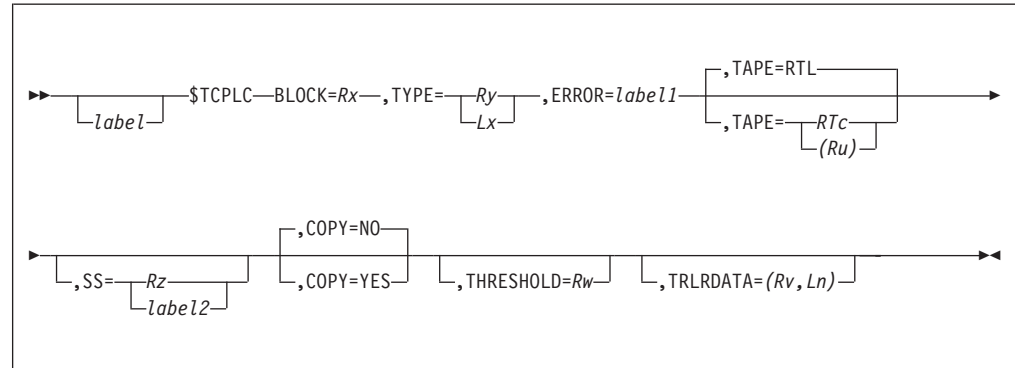 ,TAPE=RTL
$TCPLC BLOCK=Rx ,TYPE= Ry ,ERROR=label1
label Lx ,TAPE= RTc
(Ru)
,COPY=NO
,SS= Rz ,COPY=YES ,THRESHOLD=Rw ,TRLRDATA=(Rv,Ln)
label2